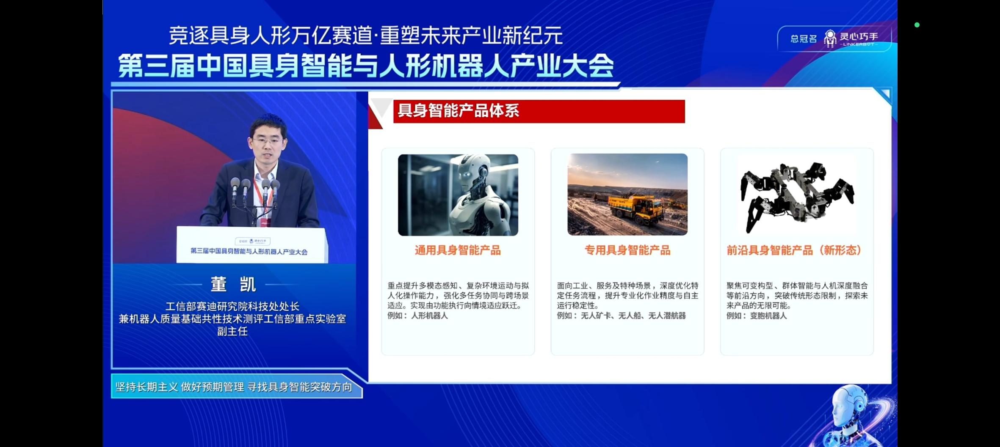 竞逐具身人形万亿赛道·重塑未来产业新纪元
第三届中国具身智能与人形机器人产业大会
总冠名 灵心巧手
-LINKERBOT-
总冠名 灵心巧手
第三届中国具身智能与人形机器人产业大会
董 凯
工信部赛迪研究院科技处处长
兼机器人质量基础共性技术测评工信部重点实验室
副主任
坚持长期主义 做好预期管理 寻找具身智能突破方向
具身智能产品体系
通用具身智能产品
重点提升多模态感知、复杂环境运动与拟
人化操作能力，强化多任务协同与跨场景
适应。实现由功能执行向情境适应跃迁。
例如：人形机器人
专用具身智能产品
面向工业、服务及特种场景，深度优化特
定任务流程，提升专业化作业精度与自主
运行稳定性。
例如：无人矿卡、无人船、无人潜航器
前沿具身智能产品（新形态）
聚焦可变构型、群体智能与人机深度融合
等前沿方向，突破传统形态限制，探索未
来产品的无限可能。
例如：变胞机器人